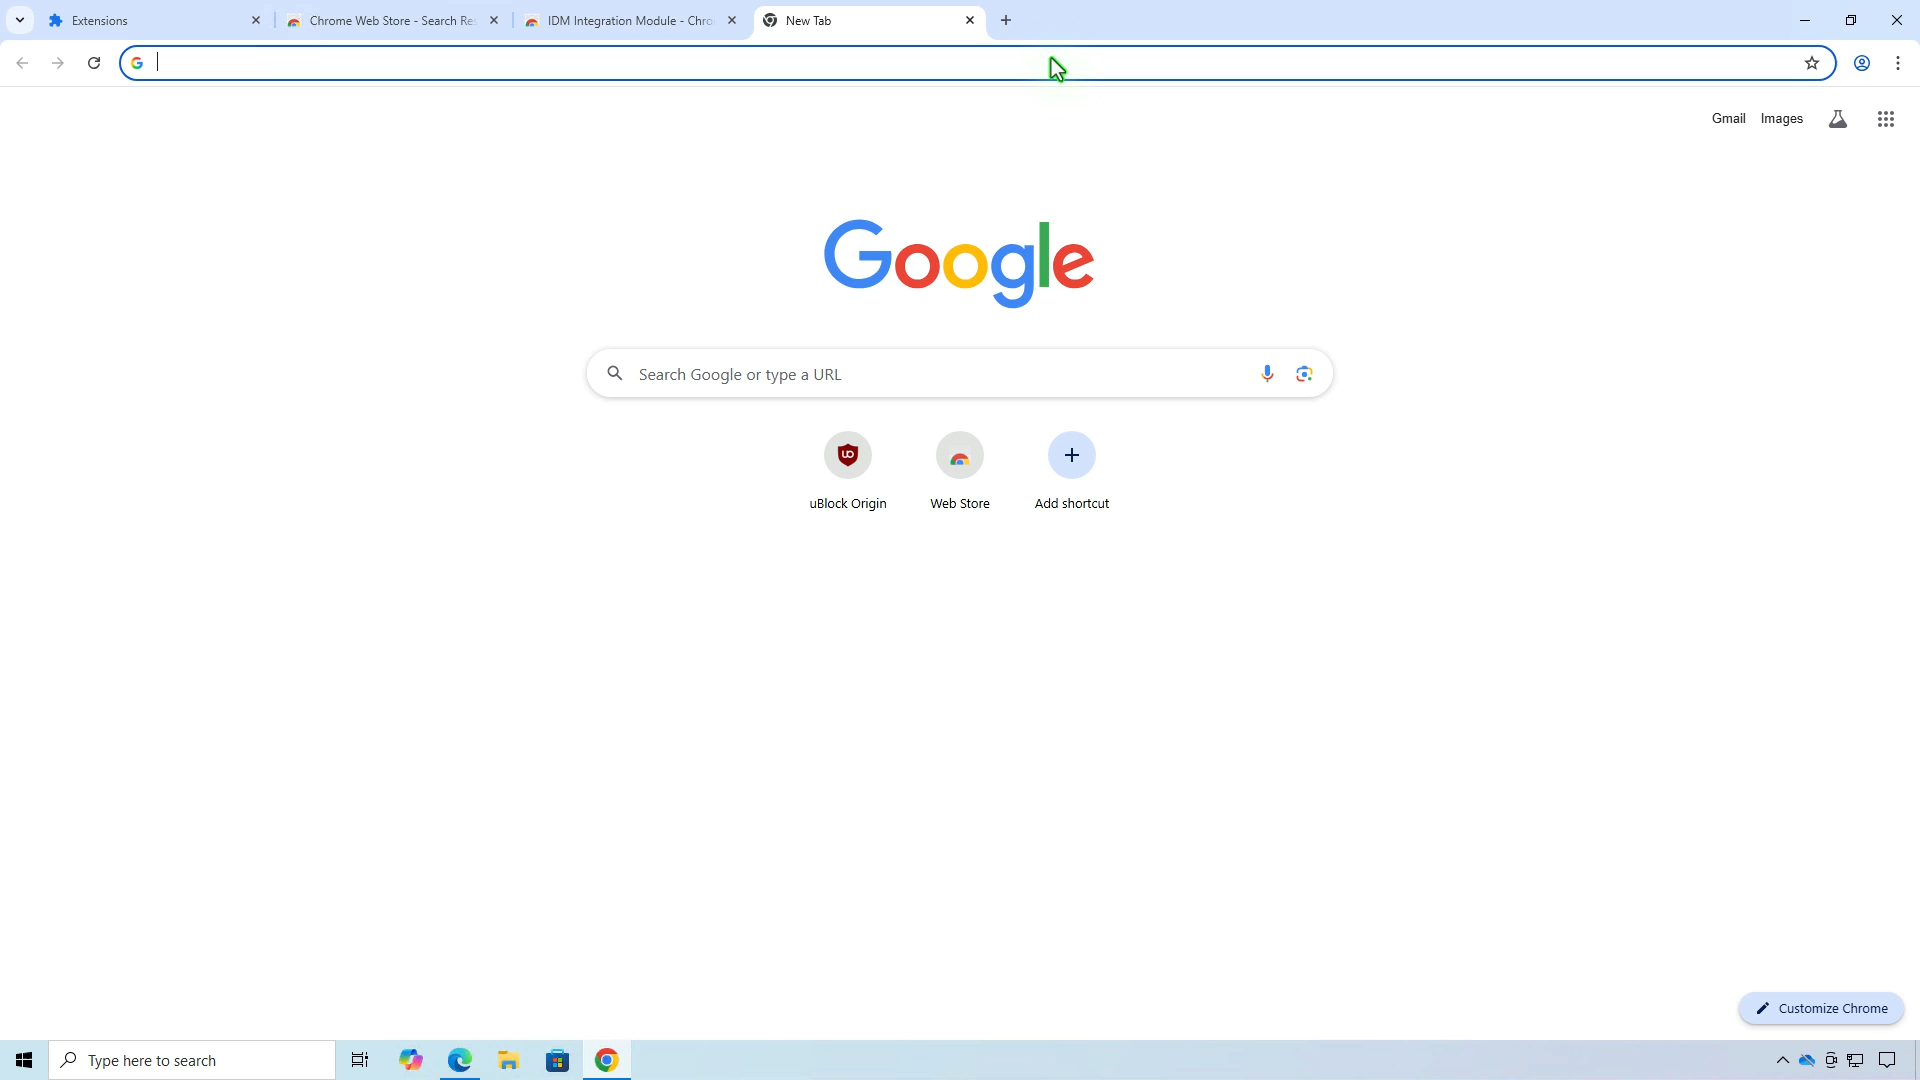 Extensions
Chrome Web Store - Search Re
IDM Integration Module - Chro
New Tab
Gmail
Images
Google
Search Google or type a URL
uBlock Origin
Web Store
Add shortcut
Customize Chrome
Type here to search